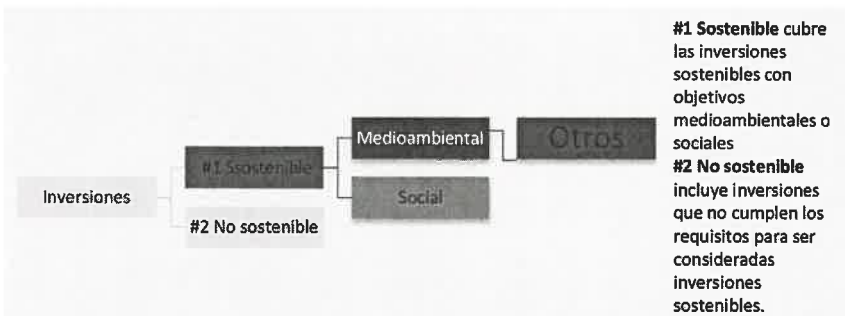 #1 Sostenible cubre
las inversiones
sostenibles con
objetivos
medioambientales o
sociales
#2 No sostenible
incluye inversiones
que no cumplen los
requisitos para ser
consideradas
inversiones
sostenibles.
Inversiones
#1 Ssostenible
#2 No sostenible
Medioambiental
Social
Otros